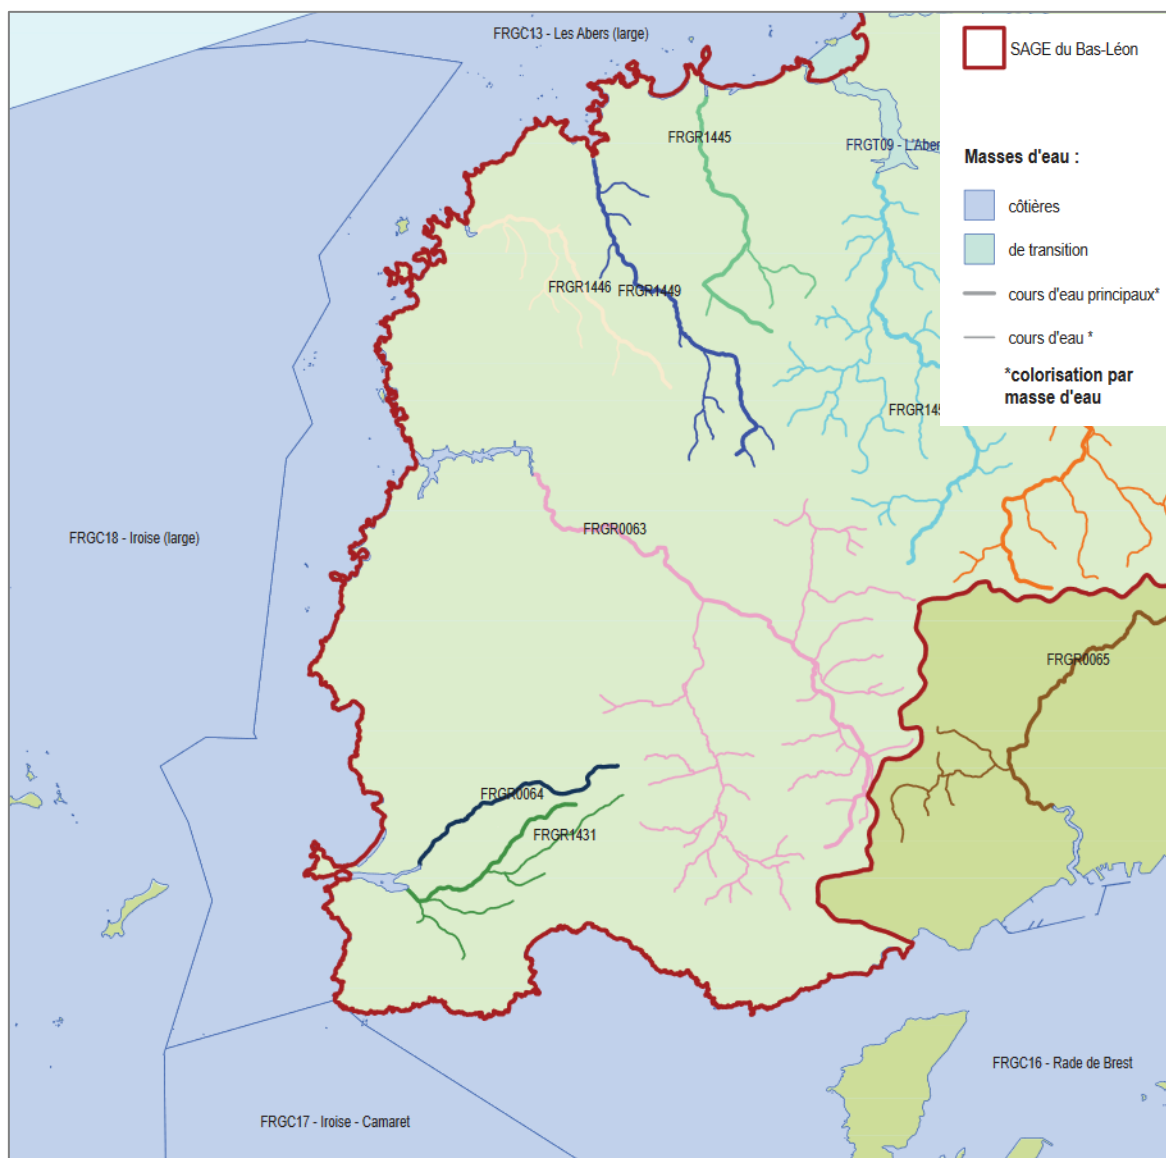 FRGC13 - Les Abers (large)
SAGE du Bas-Léon
FRGR1445
FRGT09 - L'Aber
Masses d'eau :
côtières
de transition
cours d'eau principaux*
cours d'eau *
*colorisation par
masse d'eau
FRGR1446
FRGR1449
FRGR145
FRGR0063
FRGC18 - Iroise (large)
FRGR0065
FRGR0064
FRGR1431
FRGC16 - Rade de Brest
FRGC17 - Iroise - Camaret